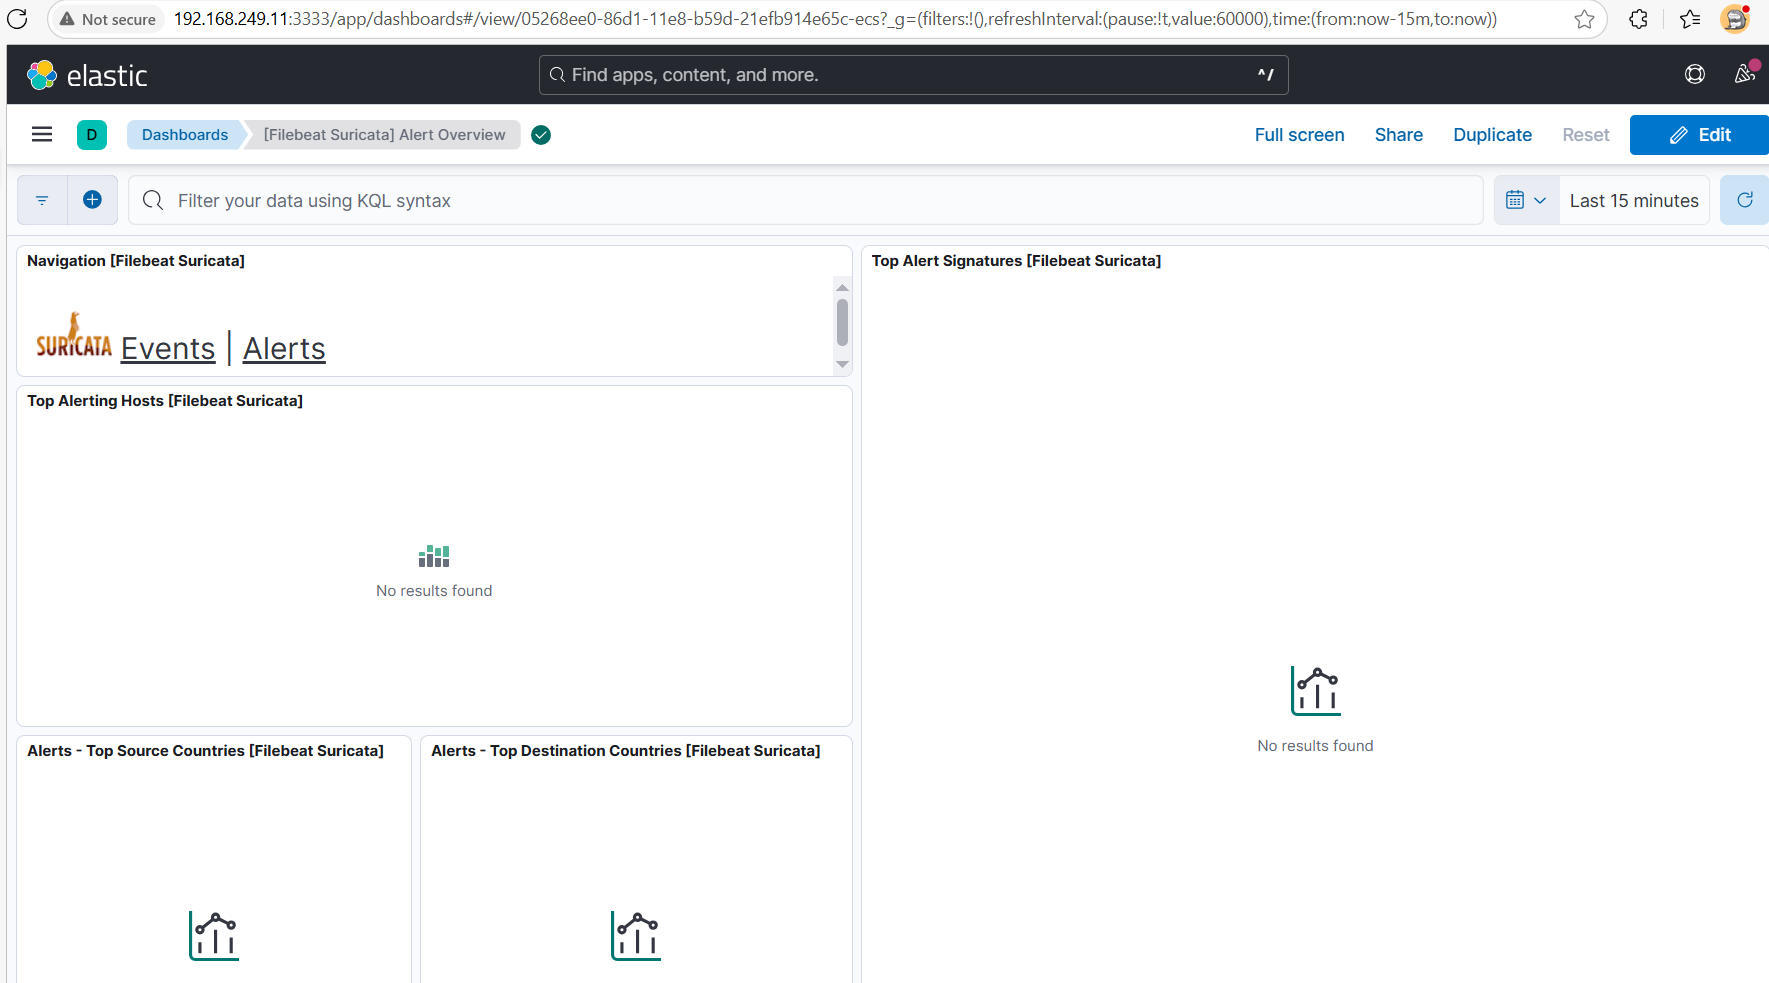 Not secure
192.168.249.11:3333/app/dashboards#/view/05268ee0-86d1-11e8-b59d-21efb914e65c-ecs?_g=(filters:!(),refreshInterval:(pause:!t,value:60000),time:(from:now-15m,to:now))
elastic
Find apps, content, and more.
^/
D
Dashboards
[Filebeat Suricata] Alert Overview
Full screen
Share
Duplicate
Reset
Edit
Filter your data using KQL syntax
Last 15 minutes
Navigation [Filebeat Suricata]
SURICATA Events | Alerts
Top Alerting Hosts [Filebeat Suricata]
No results found
Alerts - Top Source Countries [Filebeat Suricata]
Alerts - Top Destination Countries [Filebeat Suricata]
Top Alert Signatures [Filebeat Suricata]
No results found